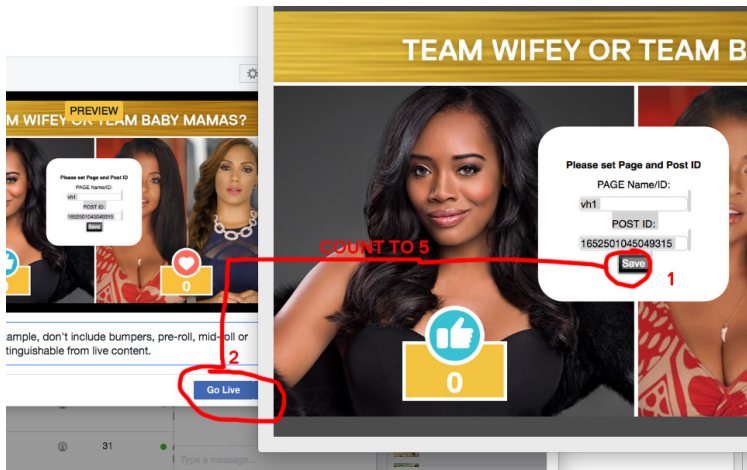 TEAM WIFEY OR TEAM B
PREVIEW
M WIFEY OR TEAM BABY MAMAS?
Please set Page and Post ID
PAGE Name/ID:
vh1
POST ID:
1652501045049315
Save
0
0
ample, don't include bumpers, pre-roll, mid-roll or
tinguishable from live content.
2
Go Live
31
Type a message...
COUNT TO 5
Please set Page and Post ID
PAGE Name/ID:
vh1
POST ID:
1652501045049315
Save
1
0